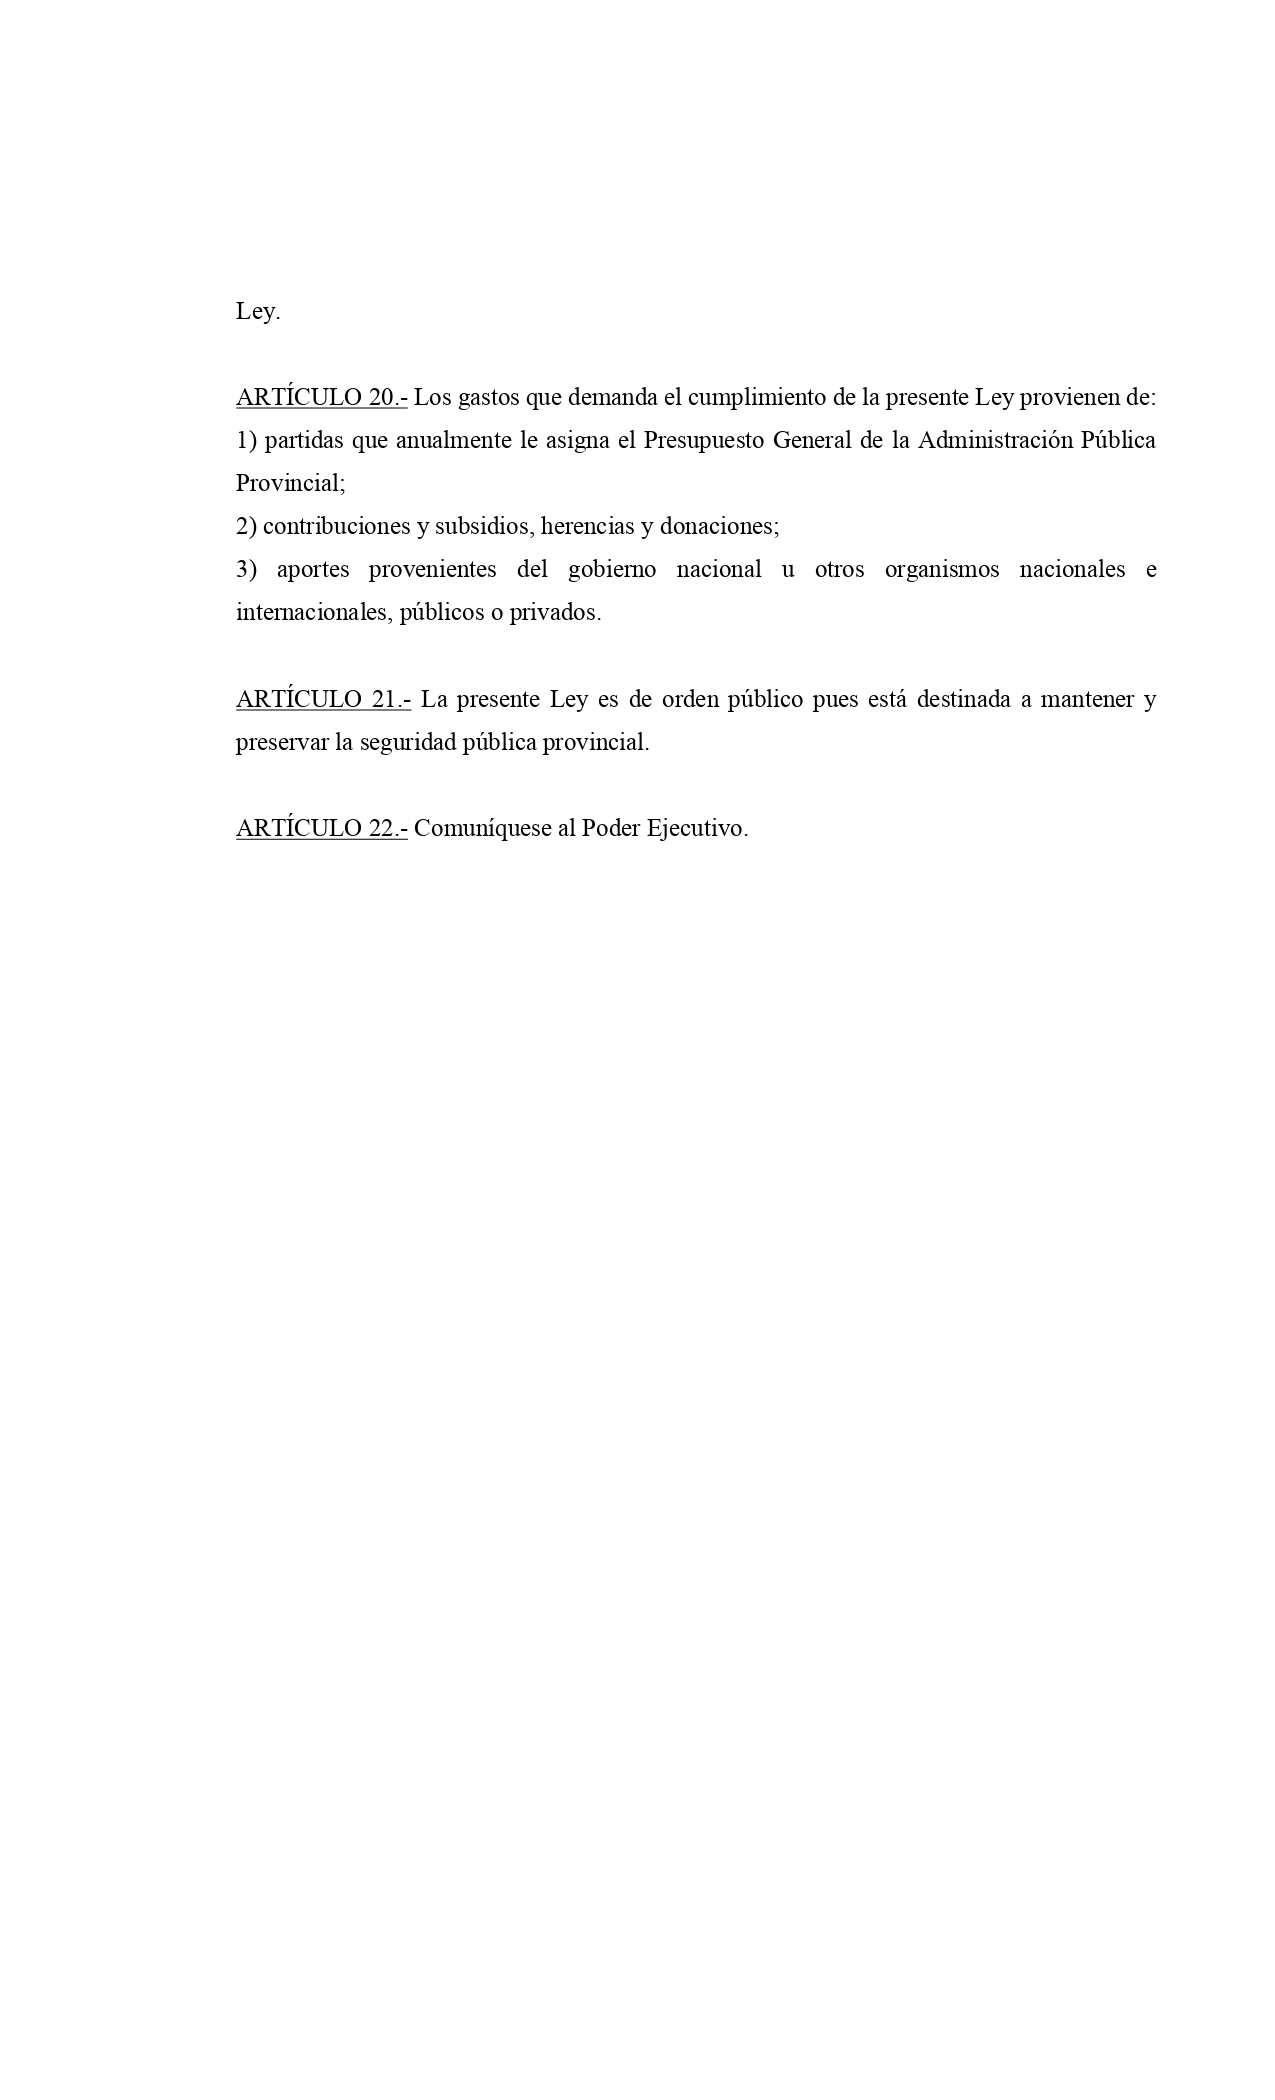 Ley.
ARTÍCULO 20.- Los gastos que demanda el cumplimiento de la presente Ley provienen de:
1) partidas que anualmente le asigna el Presupuesto General de la Administración Pública
Provincial;
2) contribuciones y subsidios, herencias y donaciones;
3) aportes provenientes del gobierno nacional u otros organismos nacionales e
internacionales, públicos o privados.
ARTÍCULO 21.- La presente Ley es de orden público pues está destinada a mantener y
preservar la seguridad pública provincial.
ARTÍCULO 22.- Comuníquese al Poder Ejecutivo.